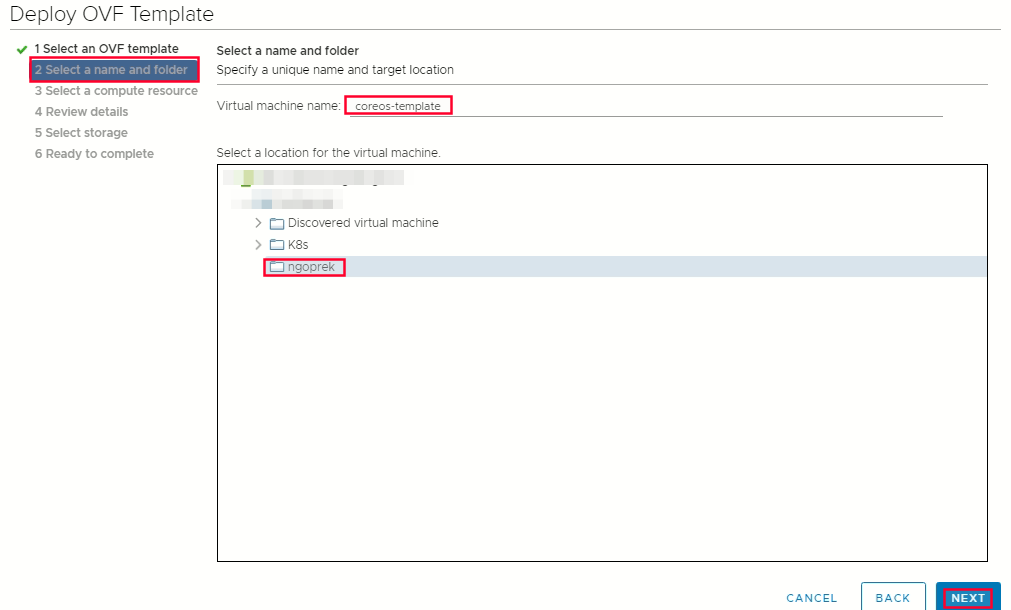 Deploy OVF Template
1 Select an OVF template
2 Select a name and folder
3 Select a compute resource
4 Review details
5 Select storage
6 Ready to complete
Select a name and folder
Specify a unique name and target location
Virtual machine name: coreos-template
Select a location for the virtual machine.
Discovered virtual machine
K8s
ngoprek
CANCEL BACK NEXT